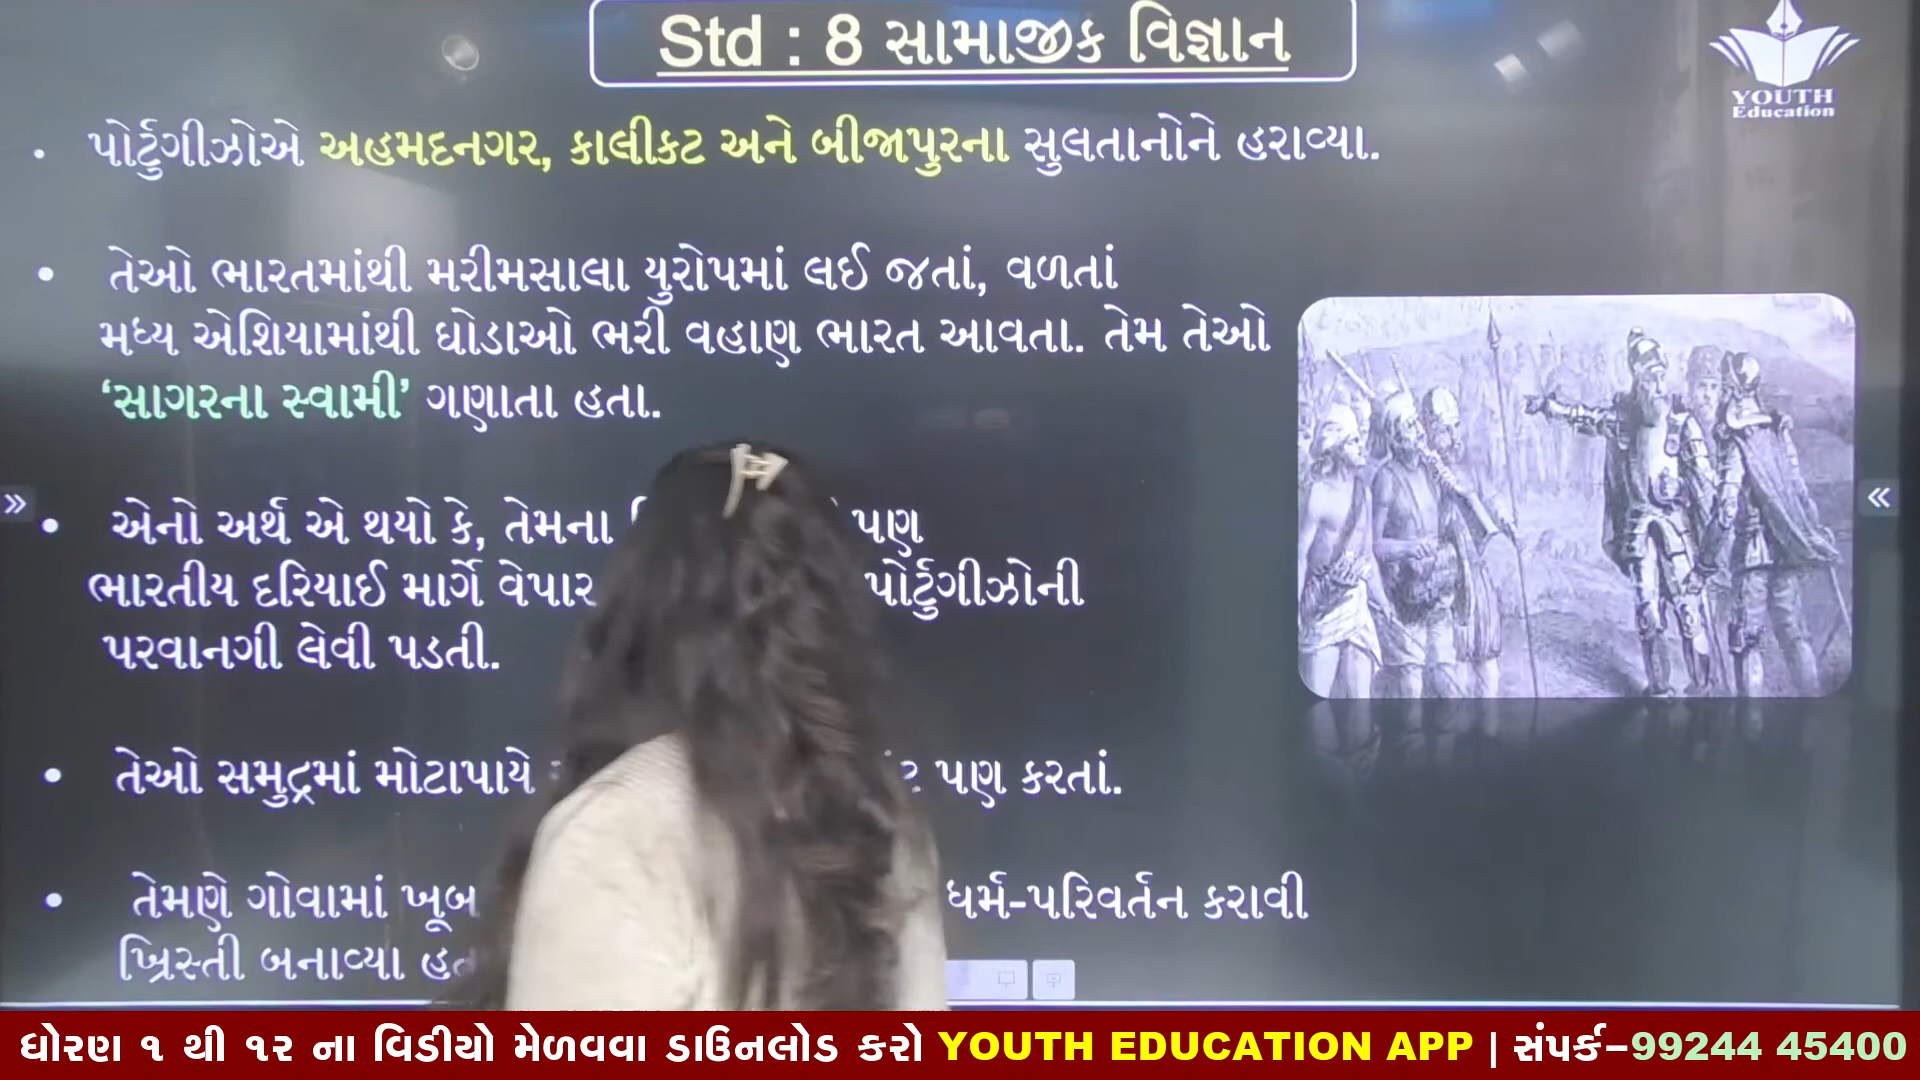 Std : 8 સામાજીક વિજ્ઞાન
YOUTH
Education
• પોર્ટુગીઝોએ અહમદનગર, કાલીકટ અને બીજાપુરના સુલતાનોને હરાવ્યા.
• તેઓ ભારતમાંથી મરીમસાલા યુરોપમાં લઈ જતાં, વળતાં
મધ્ય એશિયામાંથી ઘોડાઓ ભરી વહાણ ભારત આવતા. તેમ તેઓ
‘સાગરના સ્વામી’ ગણાતા હતા.
• એનો અર્થ એ થયો કે, તેમના પણ
ભારતીય દરિયાઈ માર્ગે વેપાર પોર્ટુગીઝોની
પરવાનગી લેવી પડતી.
• તેઓ સમુદ્રમાં મોટાપાયે પણ કરતાં.
• તેમણે ગોવામાં ખૂબ ધર્મ-પરિવર્તન કરાવી
ખ્રિસ્તી બનાવ્યા
ધોરણ ૧ થી ૧૨ ના વિડીયો મેળવવા ડાઉનલોડ કરો YOUTH EDUCATION APP | સંપર્ક–99244 45400